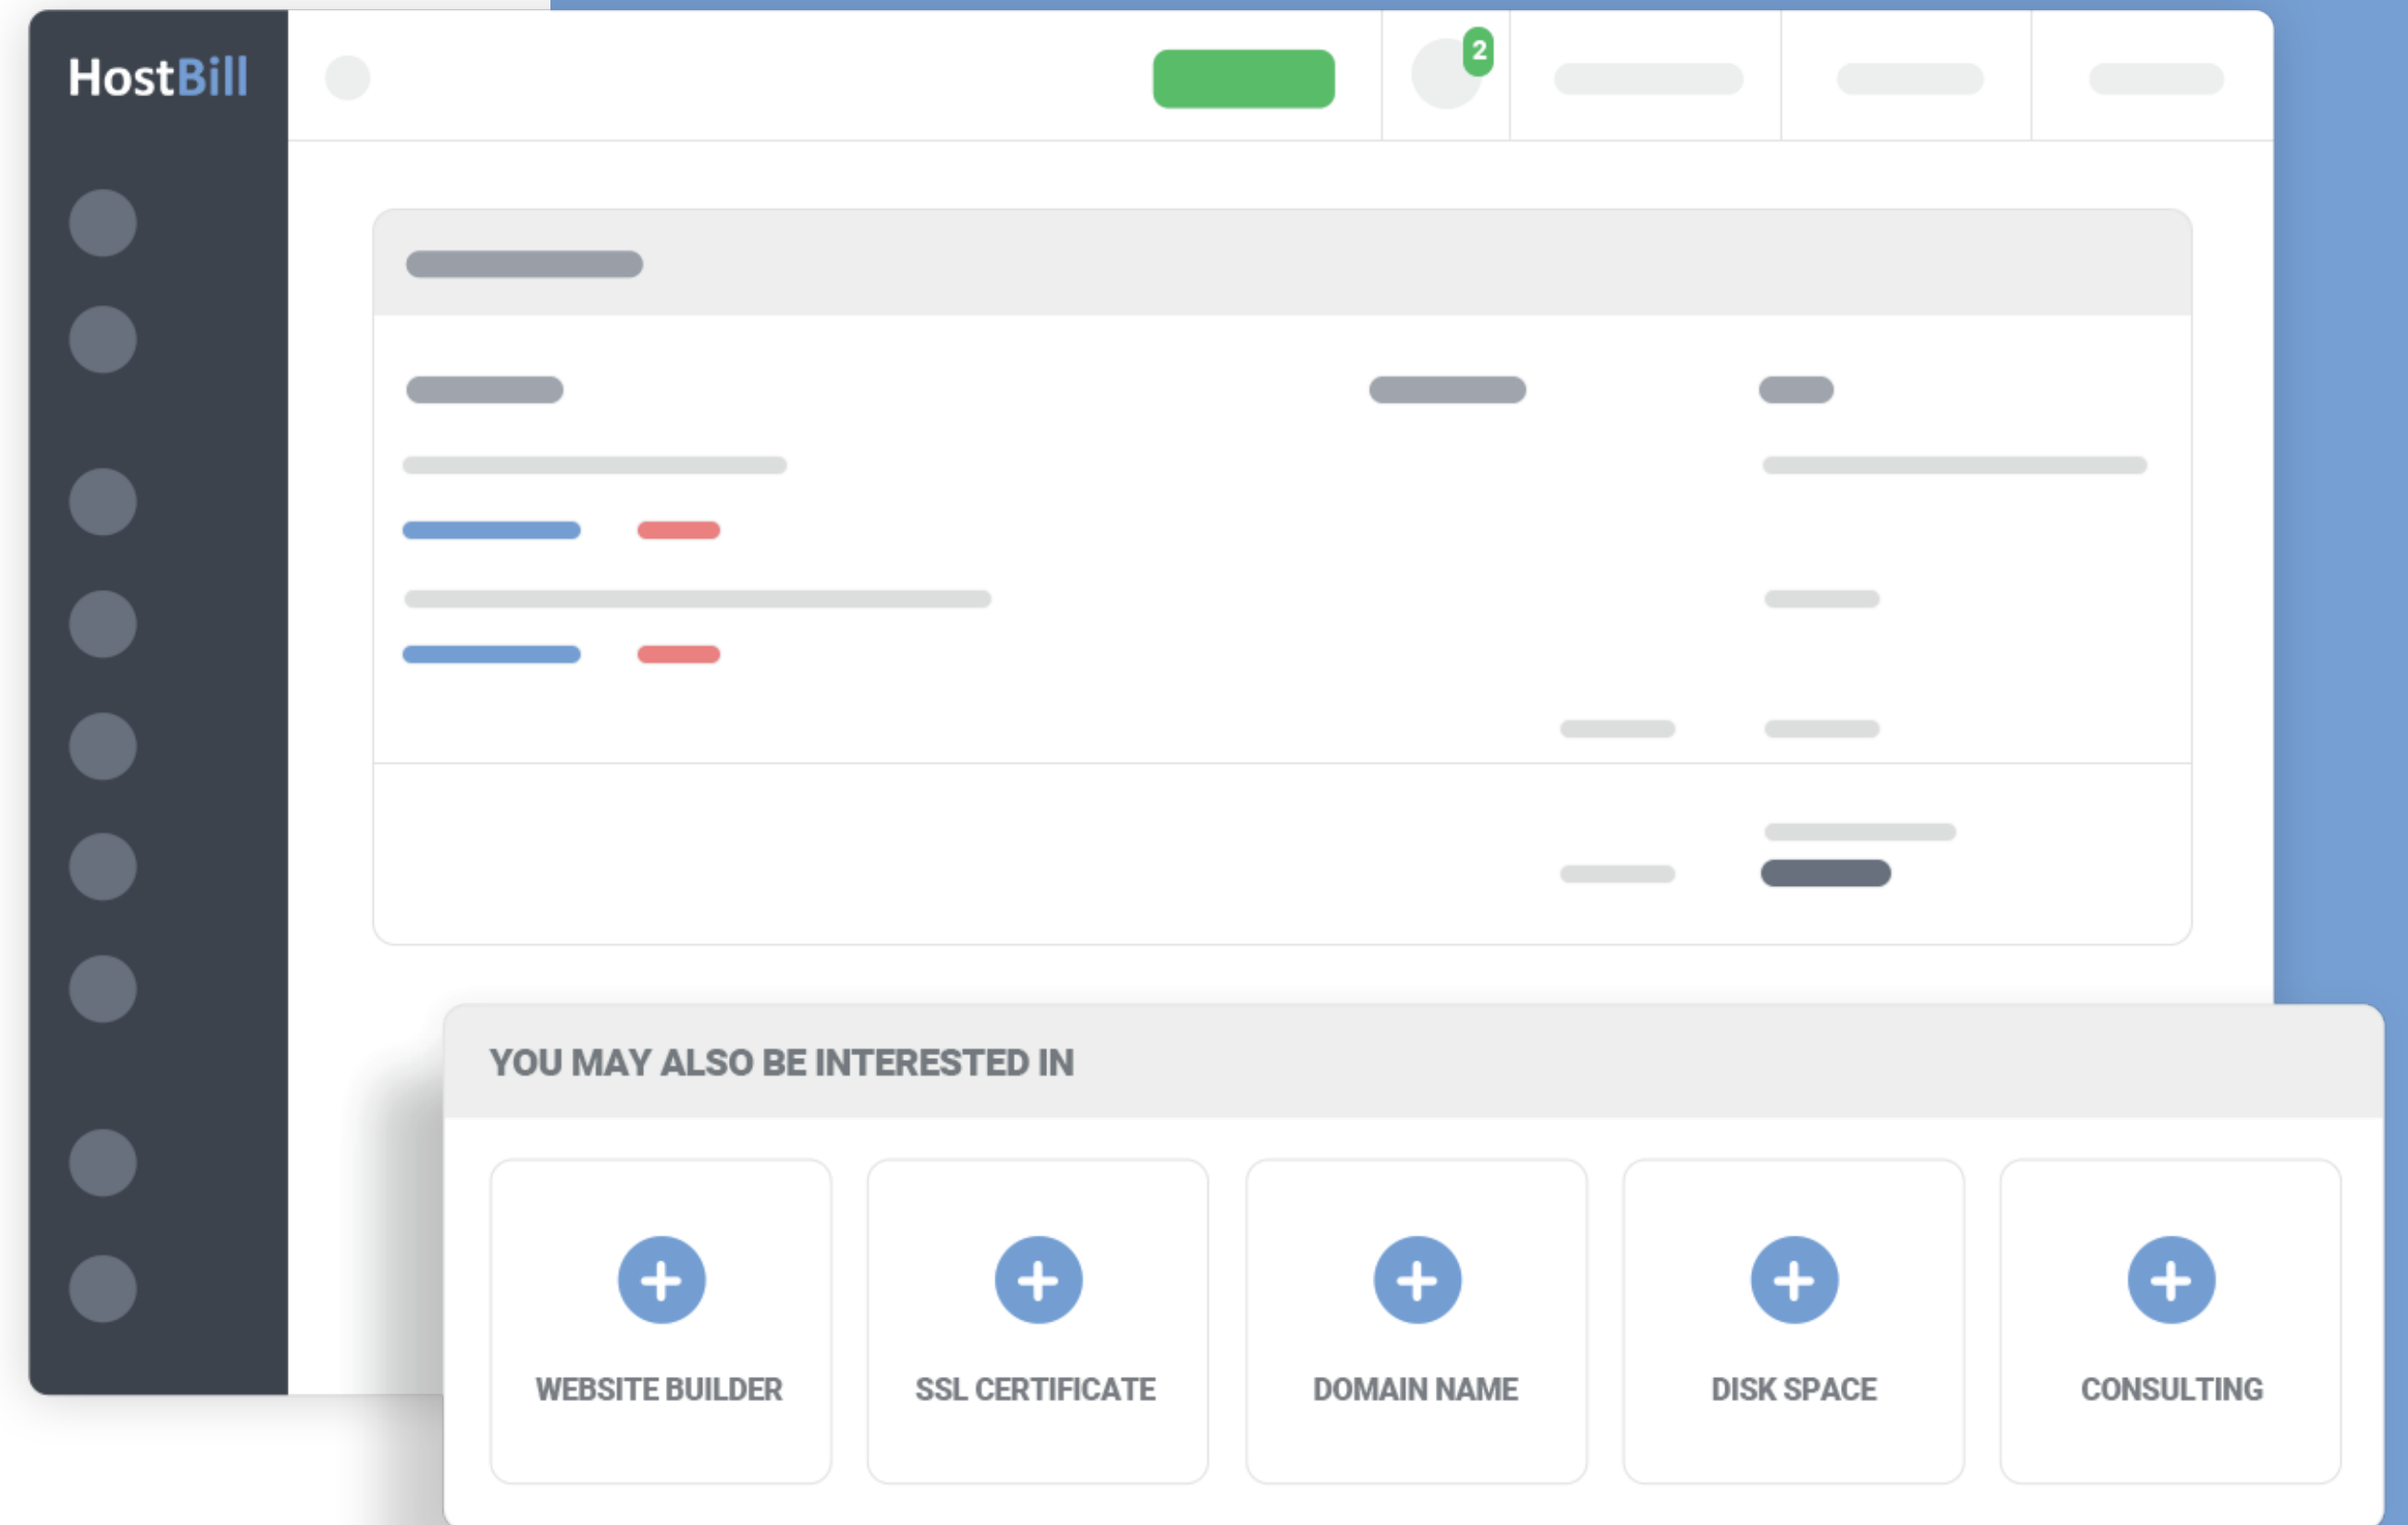 HostBill
2
YOU MAY ALSO BE INTERESTED IN
WEBSITE BUILDER
SSL CERTIFICATE
DOMAIN NAME
DISK SPACE
CONSULTING